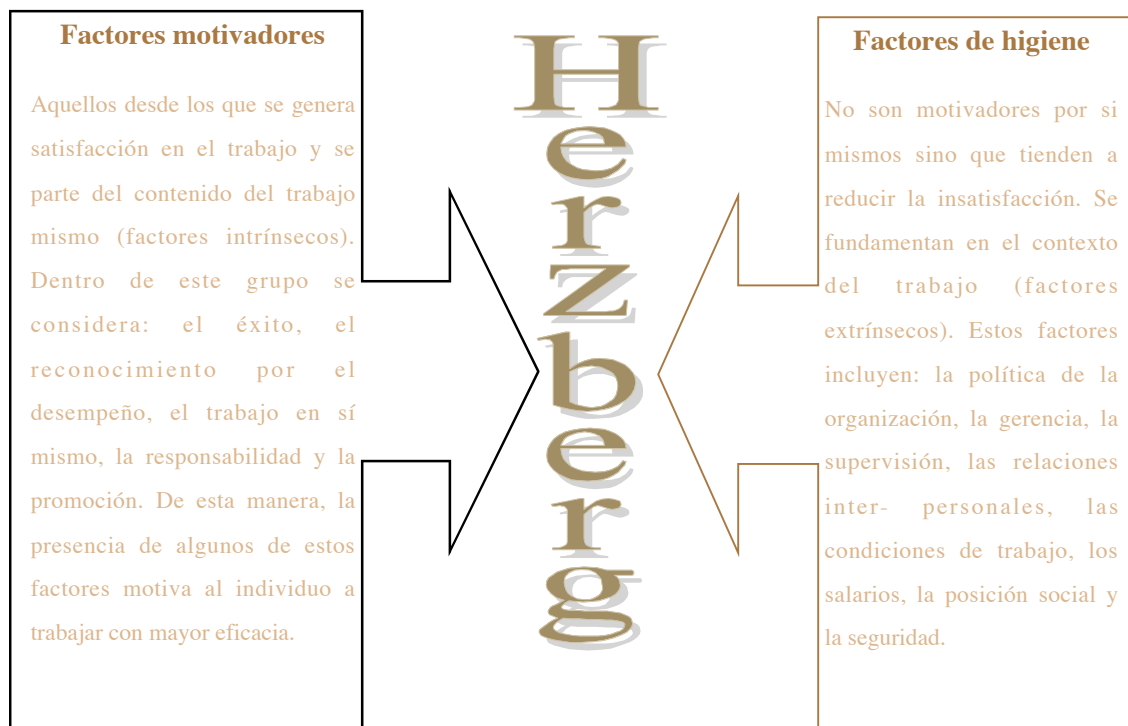 Factores motivadores
Aquellos desde los que se genera
satisfacción en el trabajo y se
parte del contenido del trabajo
mismo (factores intrínsecos).
Dentro de este grupo se
considera: el éxito, el
reconocimiento por el
desempeño, el trabajo en sí
mismo, la responsabilidad y la
promoción. De esta manera, la
presencia de algunos de estos
factores motiva al individuo a
trabajar con mayor eficacia.
Herzberg
Factores de higiene
No son motivadores por si
mismos sino que tienden a
reducir la insatisfacción. Se
fundamentan en el contexto
del trabajo (factores
extrínsecos). Estos factores
incluyen: la política de la
organización, la gerencia, la
supervisión, las relaciones
inter- personales, las
condiciones de trabajo, los
salarios, la posición social y
la seguridad.